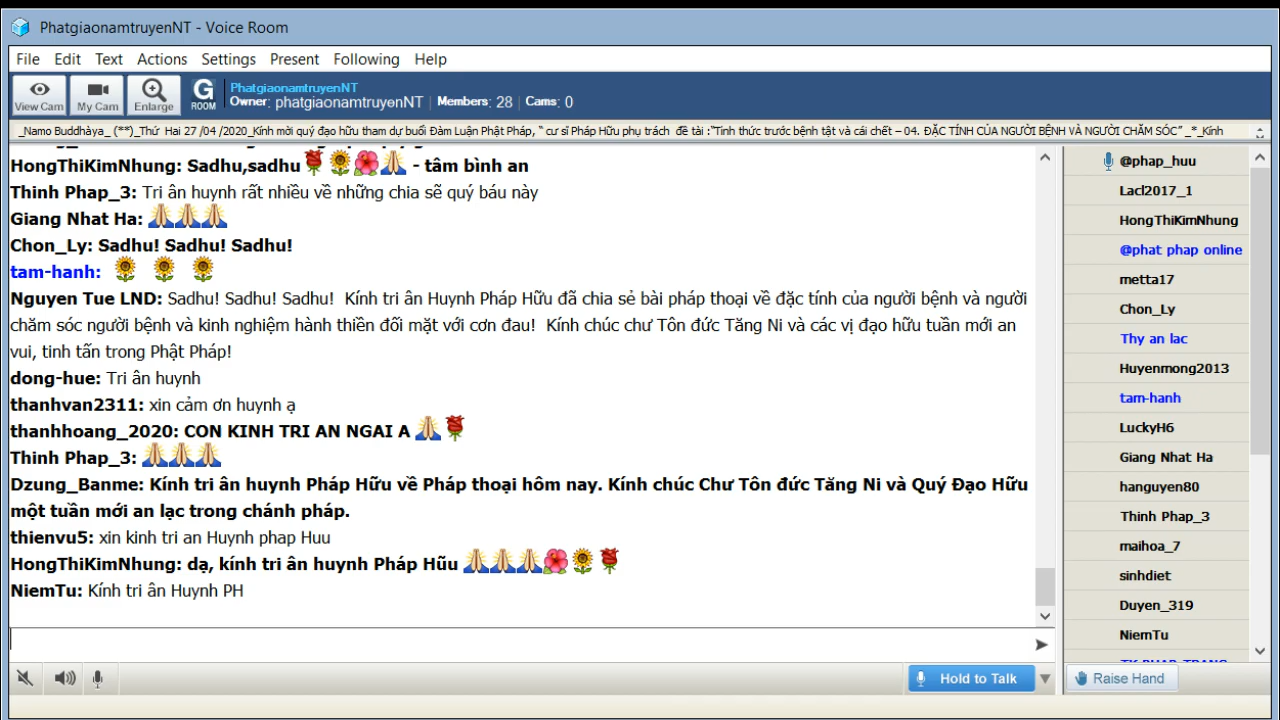 PhatgiaonamtruyenNT - Voice Room
File Edit Text Actions Settings Present Following Help
View Cam My Cam Enlarge G ROOM
PhatgiaonamtruyenNT
Owner: phatgiaonamtruyenNT | Members: 28 | Cams: 0
_Namo Buddhàya_ (**)_Thứ Hai 27 /04 /2020_Kính mời quý đạo hữu tham dự buổi Đàm Luận Phật Pháp, “ cư sĩ Pháp Hữu phụ trách đề tài :“Tỉnh thức trước bệnh tật và cái chết – 04. ĐẶC TÍNH CỦA NGƯỜI BỆNH VÀ NGƯỜI CHĂM SÓC” _*_Kính
HongThiKimNhung: Sadhu,sadhu 🌹🌻🌺🙏 - tâm bình an
Thinh Phap_3: Tri ân huynh rất nhiều về những chia sẽ quý báu này
Giang Nhat Ha: 🙏🙏🙏
Chon_Ly: Sadhu! Sadhu! Sadhu!
tam-hanh: 🌻 🌻 🌻
Nguyen Tue LND: Sadhu! Sadhu! Sadhu! Kính tri ân Huynh Pháp Hữu đã chia sẻ bài pháp thoại về đặc tính của người bệnh và người
chăm sóc người bệnh và kinh nghiệm hành thiền đối mặt với cơn đau! Kính chúc chư Tôn đức Tăng Ni và các vị đạo hữu tuần mới an
vui, tinh tấn trong Phật Pháp!
dong-hue: Tri ân huynh
thanhvan2311: xin cảm ơn huynh ạ
thanhhoang_2020: CON KINH TRI AN NGAI A 🙏🌹
Thinh Phap_3: 🙏🙏🙏
Dzung_Banme: Kính tri ân huynh Pháp Hữu về Pháp thoại hôm nay. Kính chúc Chư Tôn đức Tăng Ni và Quý Đạo Hữu
một tuần mới an lạc trong chánh pháp.
thienvu5: xin kinh tri an Huynh phap Huu
HongThiKimNhung: dạ, kính tri ân huynh Pháp Hữu 🙏🙏🙏🌺🌻🌹
NiemTu: Kính tri ân Huynh PH
Hold to Talk
@phap_huu
Lacl2017_1
HongThiKimNhung
@phat phap online
metta17
Chon_Ly
Thy an lac
Huyenmong2013
tam-hanh
LuckyH6
Giang Nhat Ha
hanguyen80
Thinh Phap_3
maihoa_7
sinhdiet
Duyen_319
NiemTu
Raise Hand